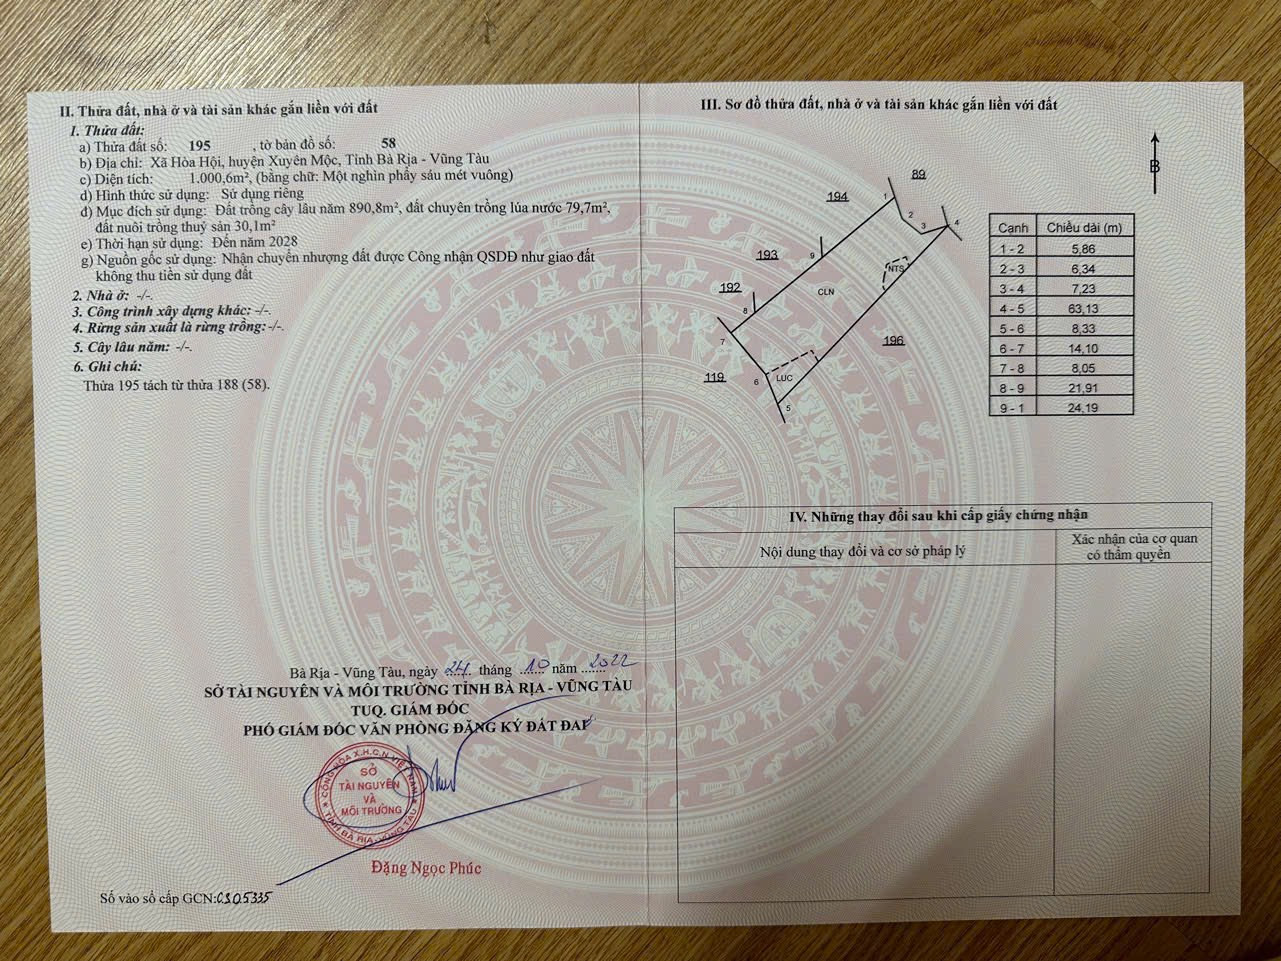 II. Thửa đất, nhà ở và tài sản khác gắn liền với đất
1. Thửa đất:
a) Thửa đất số: 195 , tờ bản đồ số: 58
b) Địa chỉ: Xã Hòa Hội, huyện Xuyên Mộc, Tỉnh Bà Rịa - Vũng Tàu
c) Diện tích: 1.000,6m², (bằng chữ: Một nghìn phẩy sáu mét vuông)
d) Hình thức sử dụng: Sử dụng riêng
đ) Mục đích sử dụng: Đất trồng cây lâu năm 890,8m², đất chuyên trồng lúa nước 79,7m²,
đất nuôi trồng thuỷ sản 30,1m²
e) Thời hạn sử dụng: Đến năm 2028
g) Nguồn gốc sử dụng: Nhận chuyển nhượng đất được Công nhận QSDĐ như giao đất
không thu tiền sử dụng đất
2. Nhà ở: -/-.
3. Công trình xây dựng khác: -/-.
4. Rừng sản xuất là rừng trồng: -/-.
5. Cây lâu năm: -/-.
6. Ghi chú:
Thửa 195 tách từ thửa 188 (58).
Bà Rịa - Vũng Tàu, ngày 24 tháng 10 năm 2022
SỞ TÀI NGUYÊN VÀ MÔI TRƯỜNG TỈNH BÀ RỊA - VŨNG TÀU
TUQ. GIÁM ĐỐC
PHÓ GIÁM ĐỐC VĂN PHÒNG ĐĂNG KÝ ĐẤT ĐAI
CỘNG HÒA X.H.C.N VIỆT NAM
SỞ
TÀI NGUYÊN
VÀ
MÔI TRƯỜNG
TỈNH BÀ RỊA - VŨNG TÀU
Đặng Ngọc Phúc
Số vào sổ cấp GCN:CS05335
III. Sơ đồ thửa đất, nhà ở và tài sản khác gắn liền với đất
B
89
194
1
2
3
4
193
9
NTS
192
CLN
8
7
196
119
6
LUC
5
Cạnh Chiều dài (m)
1 - 2 5,86
2 - 3 6,34
3 - 4 7,23
4 - 5 63,13
5 - 6 8,33
6 - 7 14,10
7 - 8 8,05
8 - 9 21,91
9 - 1 24,19
IV. Những thay đổi sau khi cấp giấy chứng nhận
Nội dung thay đổi và cơ sở pháp lý
Xác nhận của cơ quan
có thẩm quyền